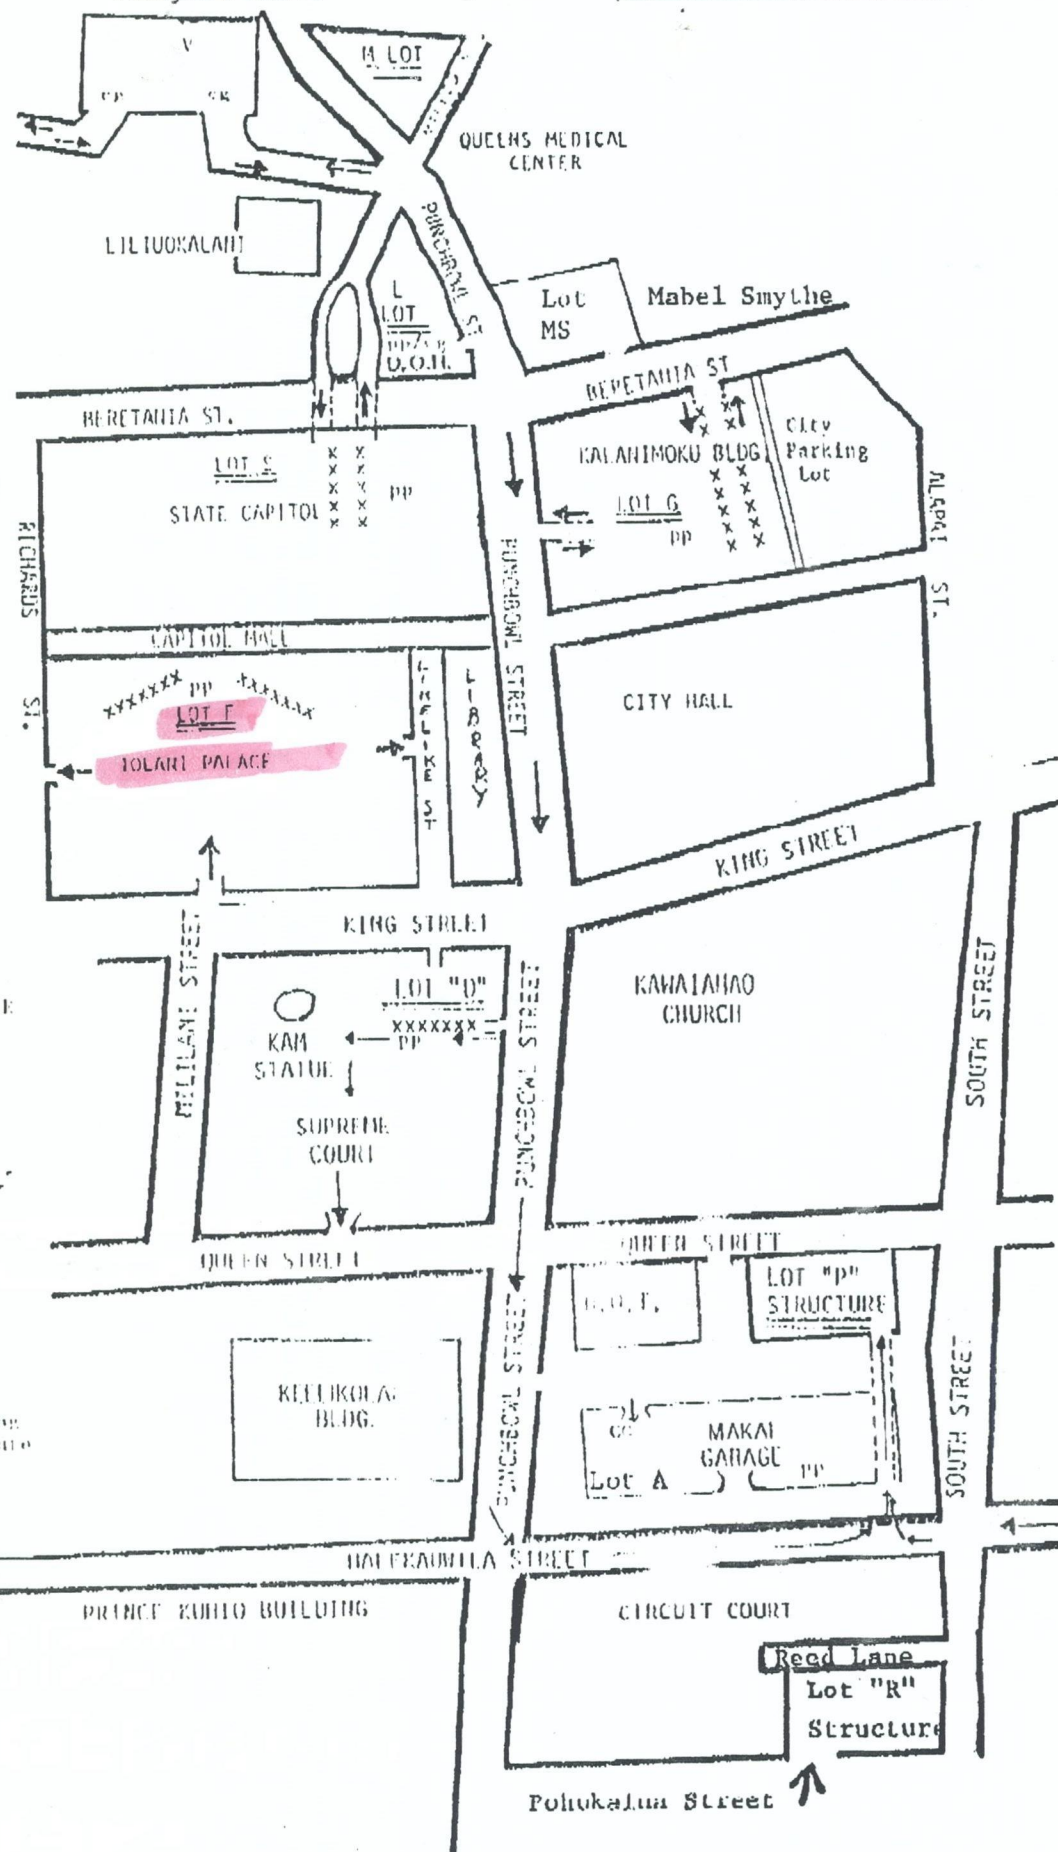 M LOT
V
QUEENS MEDICAL
CENTER
PUNCHBOWL ST.
LILIUOKALANI
L
LOT
D.O.H.
Lot
MS
Mabel Smythe
BERETANIA ST
BERETANIA ST.
City
Parking
Lot
KALANIMOKU BLDG.
LOT G
PP
LOT S
STATE CAPITOL
PP
ALAPAI ST.
RICHARDS ST.
PUNCHBOWL STREET
CAPITOL MALL
PP
LOT F
IOLANI PALACE
LIBRARY
CITY HALL
KING STREET
KING STREET
MILILANI STREET
LOT "D"
PP
KAM
STATUE
SUPREME
COURT
PUNCHBOWL STREET
KAWAIAHAO
CHURCH
SOUTH STREET
QUEEN STREET
QUEEN STREET
LOT "P"
STRUCTURE
KEELIKOLANI
BLDG.
PUNCHBOWL STREET
MAKAI
GARAGE
PP
Lot A
SOUTH STREET
HALEKAUWILA STREET
PRINCE KUHIO BUILDING
CIRCUIT COURT
Reed Lane
Lot "R"
Structure
Pohukaina Street